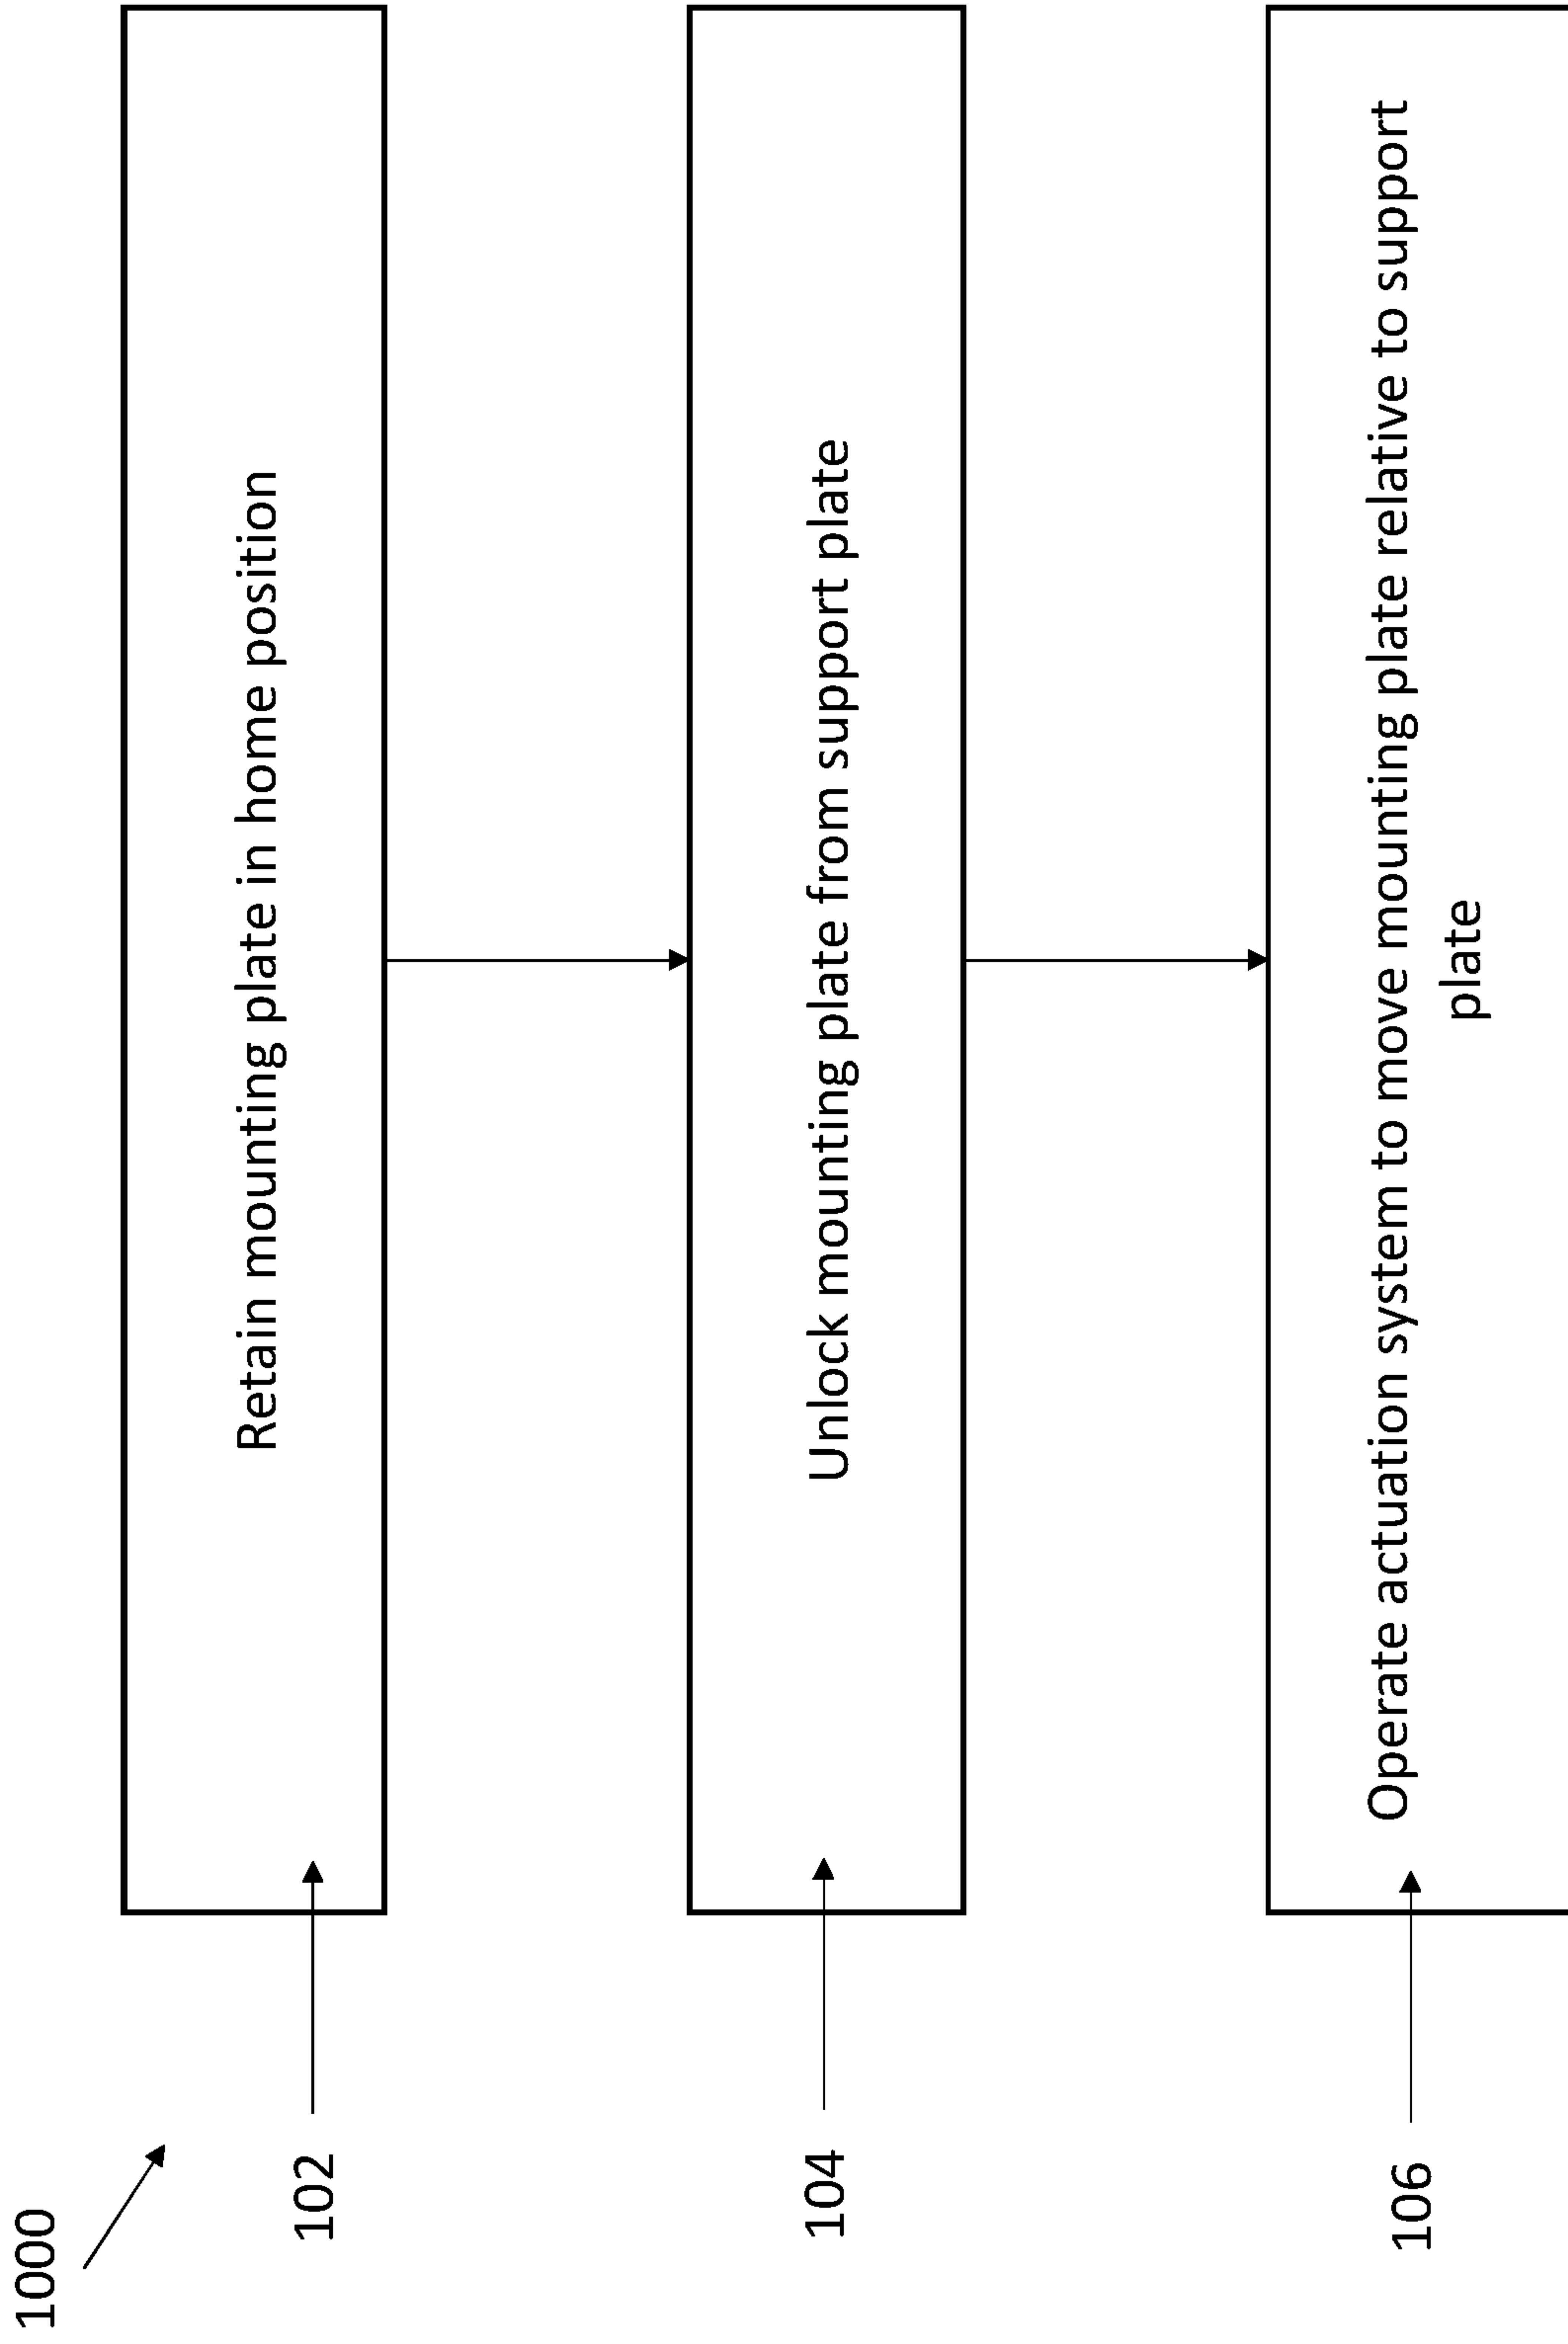 1000
102
Retain mounting plate in home position
104
Unlock mounting plate from support plate
106
Operate actuation system to move mounting plate relative to support
plate